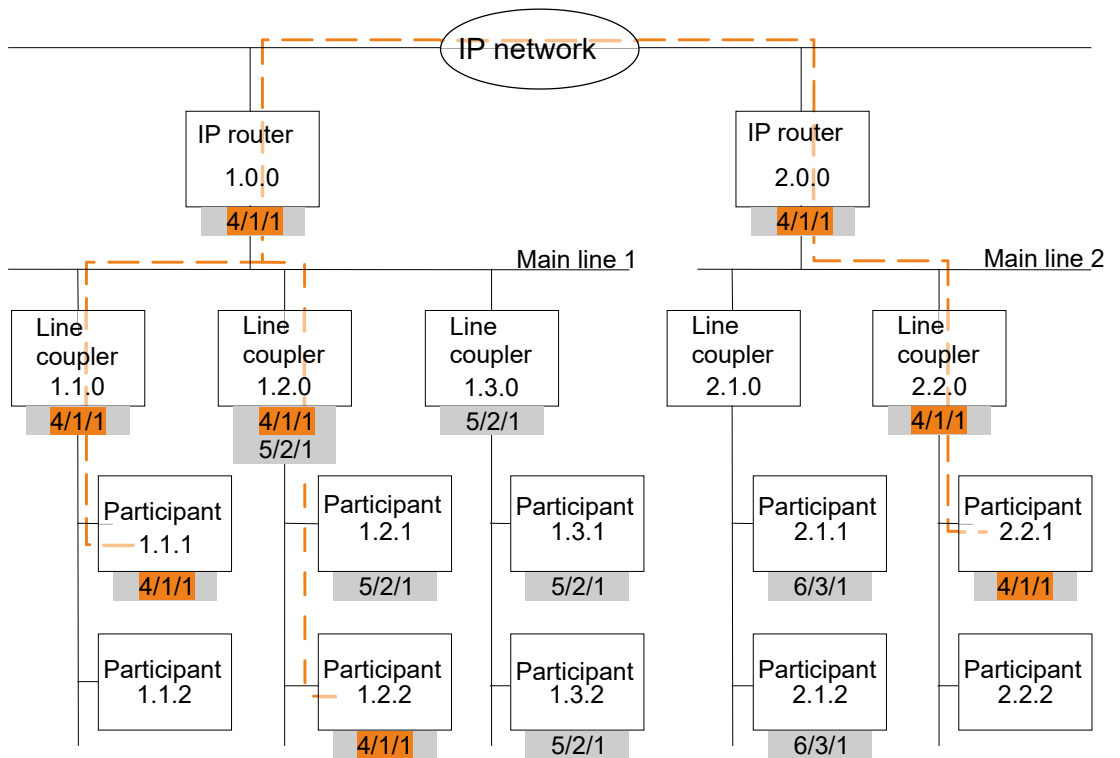 IP network
IP router
1.0.0
4/1/1
IP router
2.0.0
4/1/1
Main line 1
Main line 2
Line
coupler
1.1.0
4/1/1
Line
coupler
1.2.0
4/1/1
5/2/1
Line
coupler
1.3.0
5/2/1
Line
coupler
2.1.0
Line
coupler
2.2.0
4/1/1
Participant
1.1.1
4/1/1
Participant
1.2.1
5/2/1
Participant
1.3.1
5/2/1
Participant
2.1.1
6/3/1
Participant
2.2.1
4/1/1
Participant
1.1.2
Participant
1.2.2
4/1/1
Participant
1.3.2
5/2/1
Participant
2.1.2
6/3/1
Participant
2.2.2